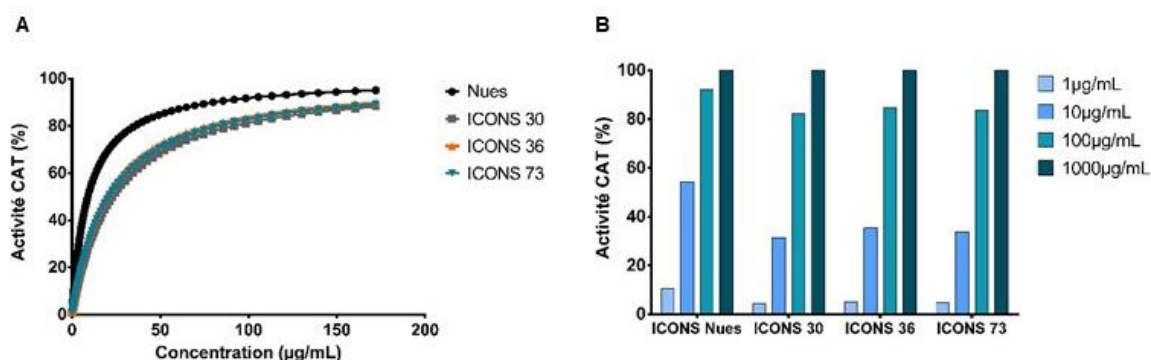 A
Activité CAT (%)
100
80
60
40
20
0
0 50 100 150 200
Concentration (µg/mL)
Nues
ICONS 30
ICONS 36
ICONS 73
B
Activité CAT (%)
100
80
60
40
20
0
ICONS Nues ICONS 30 ICONS 36 ICONS 73
1µg/mL
10µg/mL
100µg/mL
1000µg/mL